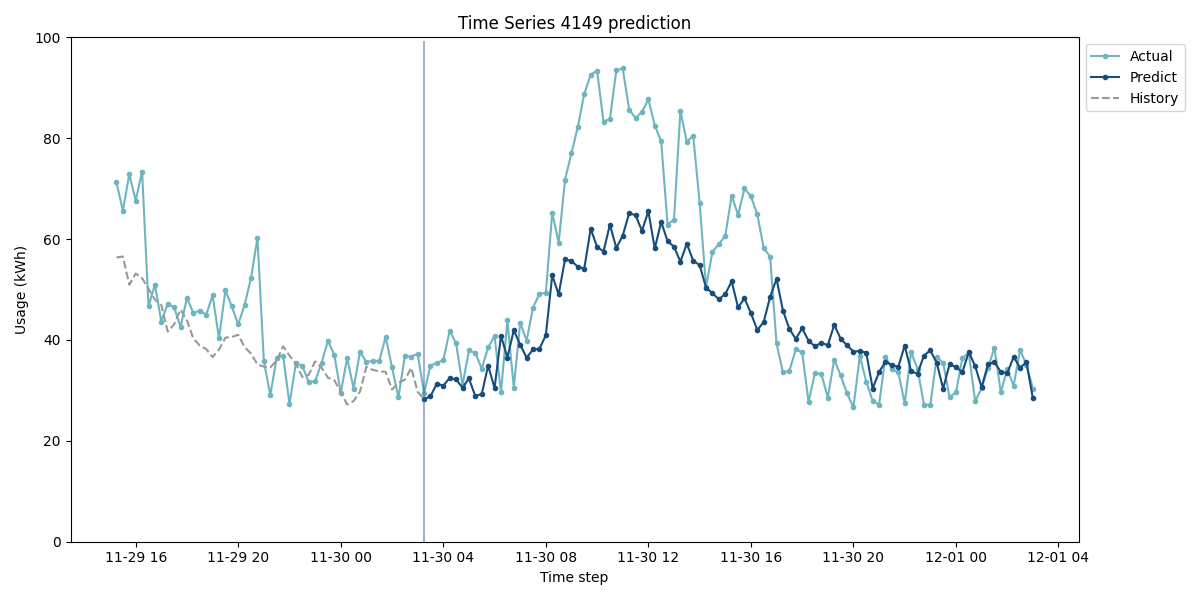 Time Series 4149 prediction
Actual
Predict
History
Usage (kWh)
100
80
60
40
20
0
11-29 16
11-29 20
11-30 00
11-30 04
11-30 08
11-30 12
11-30 16
11-30 20
12-01 00
12-01 04
Time step